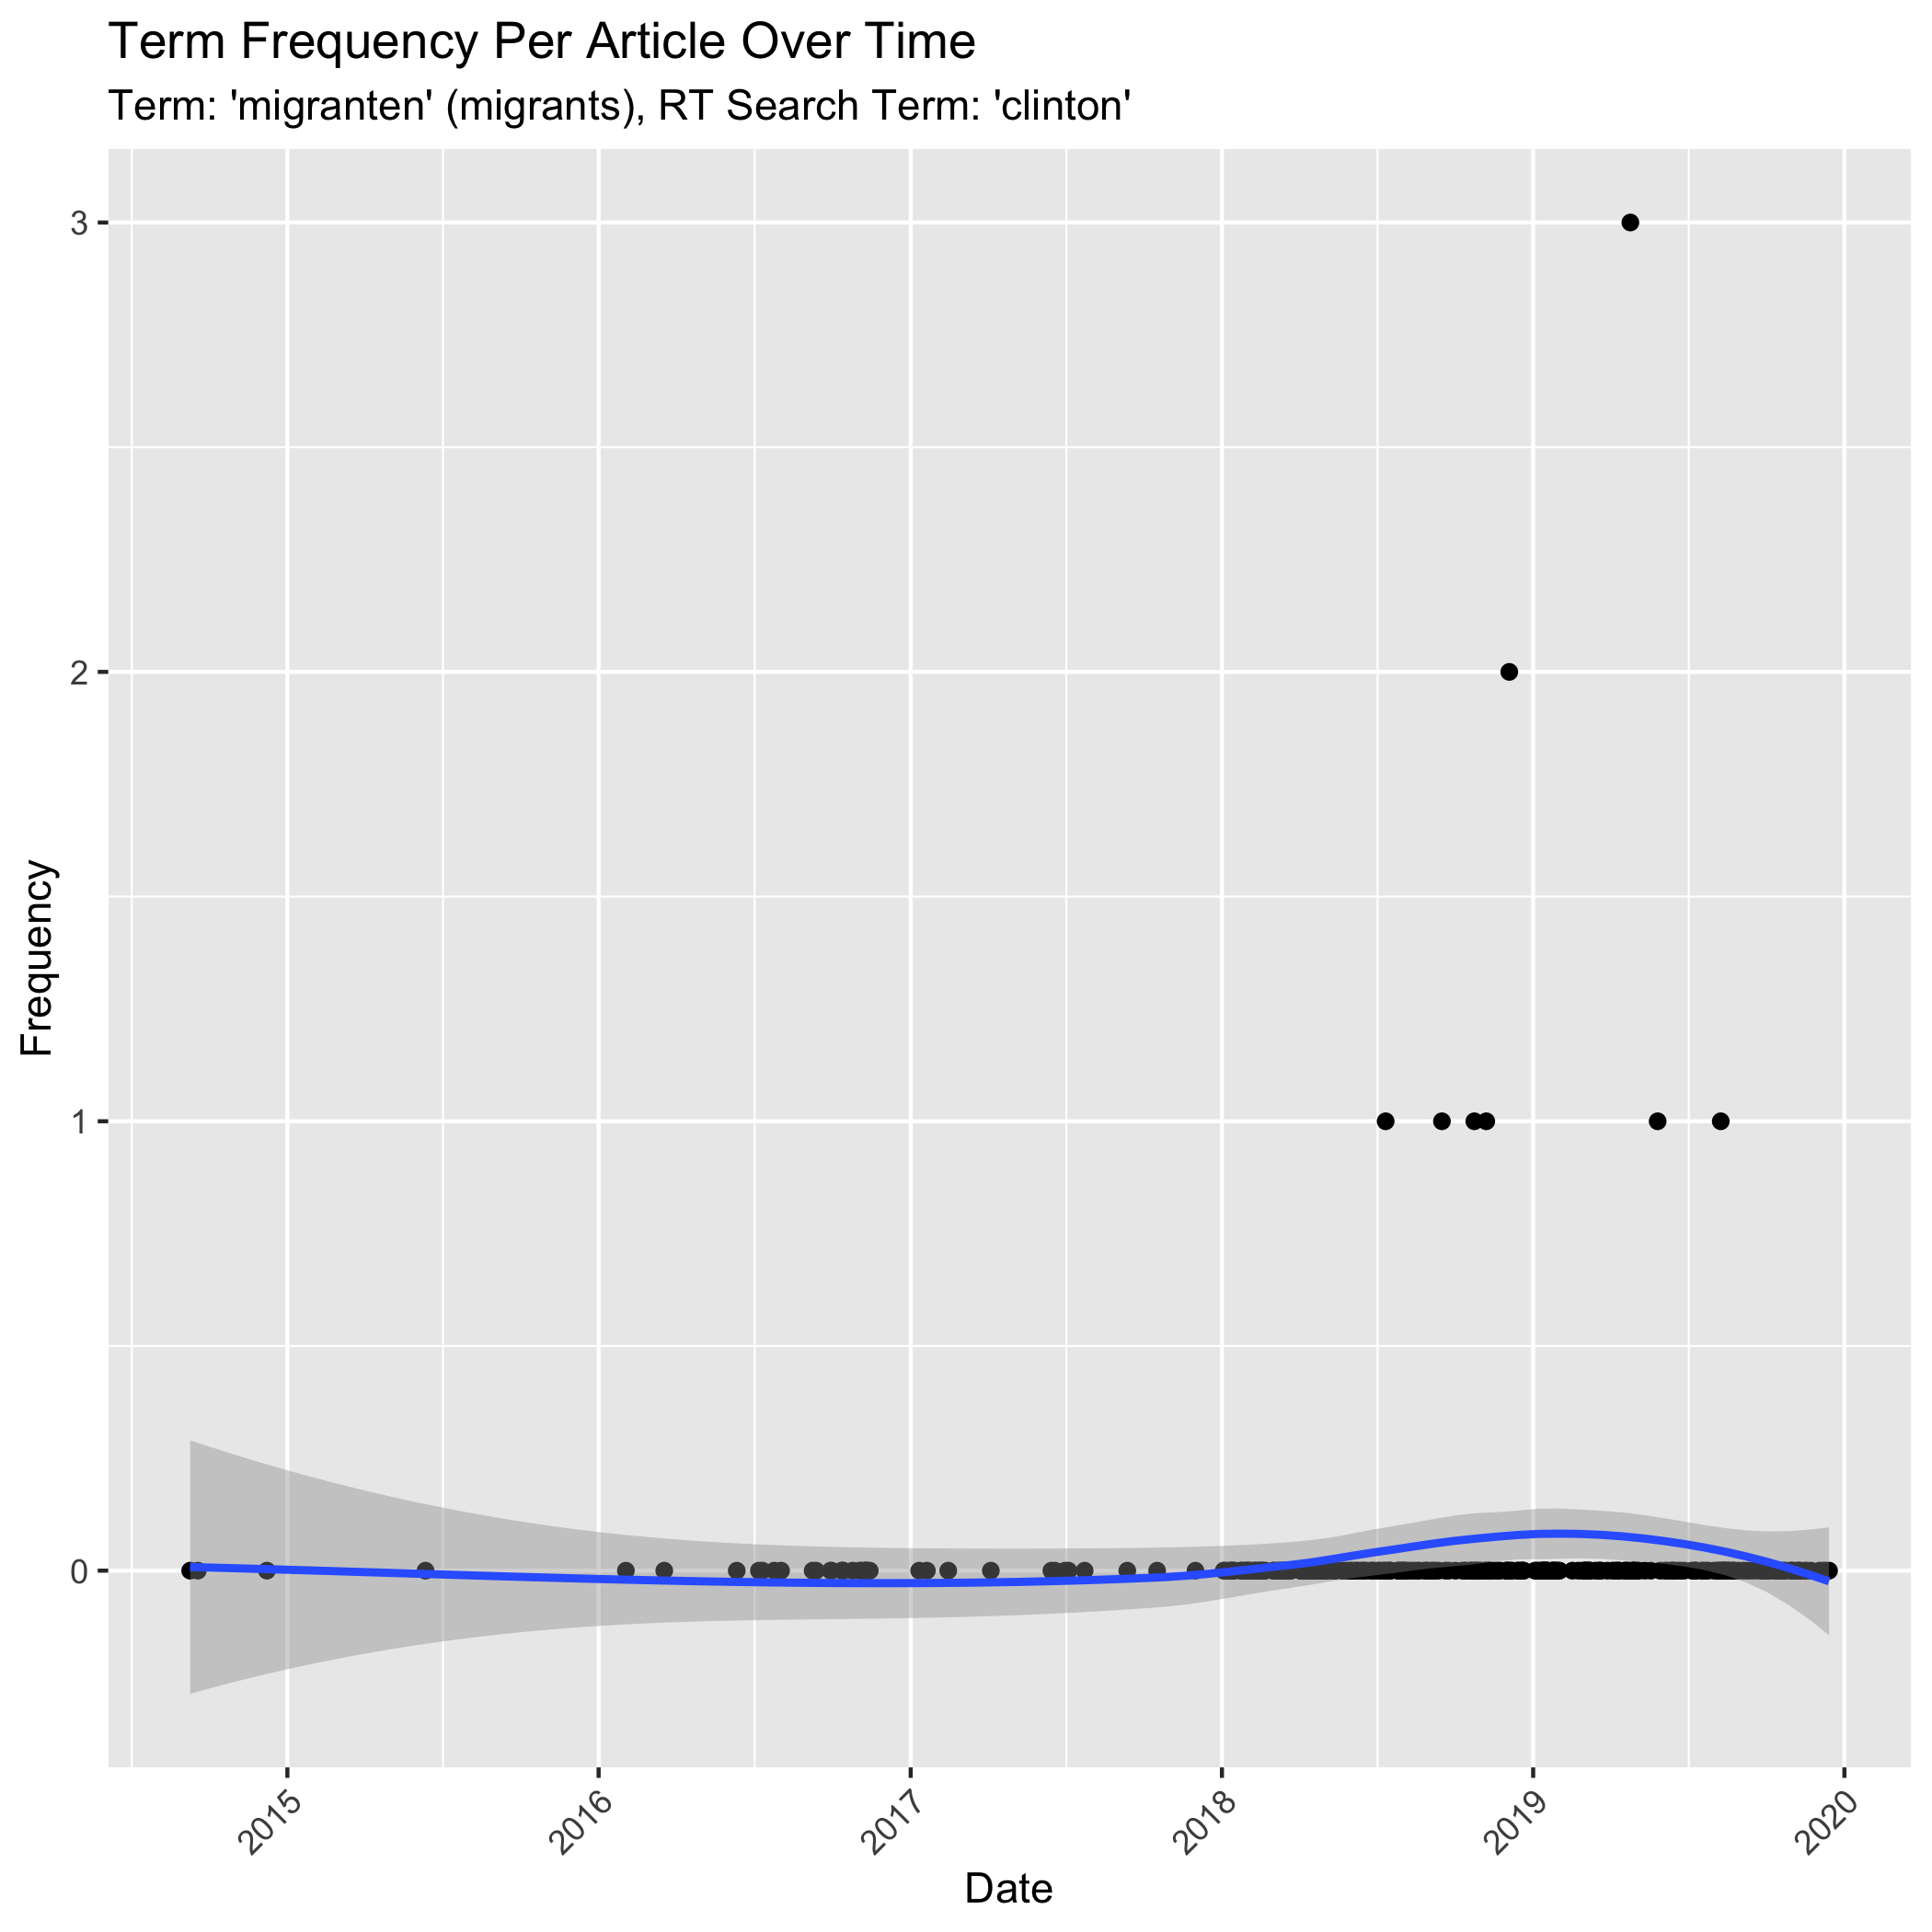 Term Frequency Per Article Over Time
Term: 'migranten' (migrants), RT Search Term: 'clinton'
Frequency
3
2
1
0
2015
2016
2017
2018
2019
2020
Date